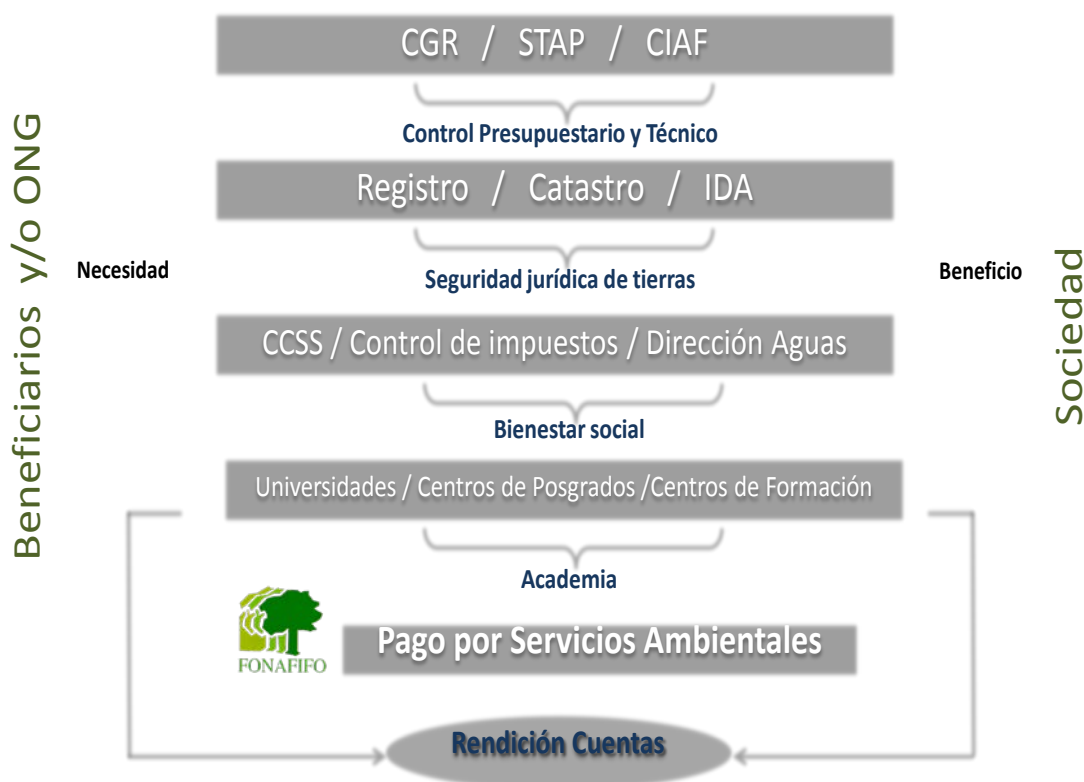 CGR / STAP / CIAF
Control Presupuestario y Técnico
Registro / Catastro / IDA
Beneficiarios y/o ONG
Necesidad
Seguridad jurídica de tierras
Beneficio
Sociedad
CCSS / Control de impuestos / Dirección Aguas
Bienestar social
Universidades / Centros de Posgrados /Centros de Formación
Academia
FONAFIFO
Pago por Servicios Ambientales
Rendición Cuentas